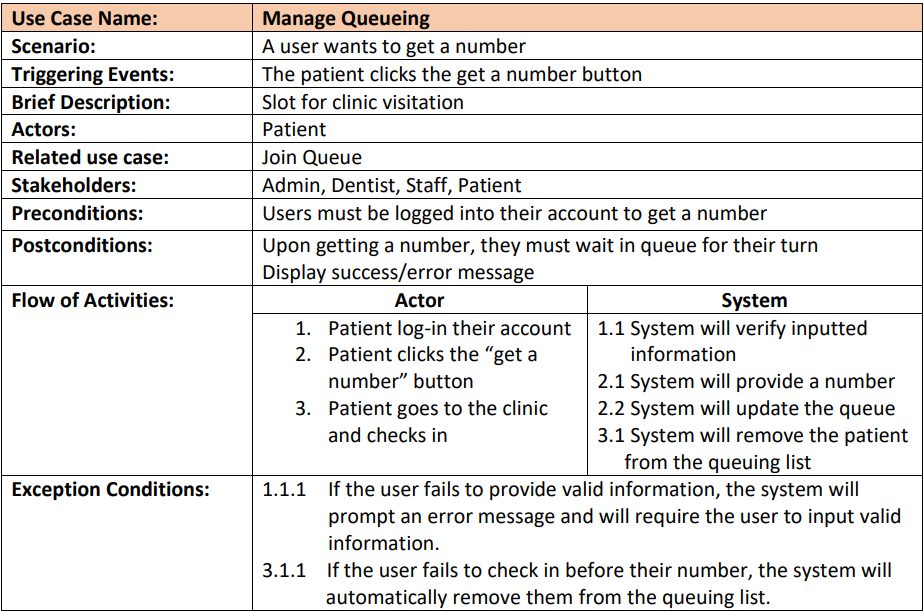 Use Case Name: Manage Queueing
Scenario: A user wants to get a number
Triggering Events: The patient clicks the get a number button
Brief Description: Slot for clinic visitation
Actors: Patient
Related use case: Join Queue
Stakeholders: Admin, Dentist, Staff, Patient
Preconditions: Users must be logged into their account to get a number
Postconditions: Upon getting a number, they must wait in queue for their turn
Display success/error message
Flow of Activities: Actor System
1. Patient log-in their account
2. Patient clicks the “get a
number” button
3. Patient goes to the clinic
and checks in
1.1 System will verify inputted
information
2.1 System will provide a number
2.2 System will update the queue
3.1 System will remove the patient
from the queuing list
Exception Conditions: 1.1.1 If the user fails to provide valid information, the system will
prompt an error message and will require the user to input valid
information.
3.1.1 If the user fails to check in before their number, the system will
automatically remove them from the queuing list.